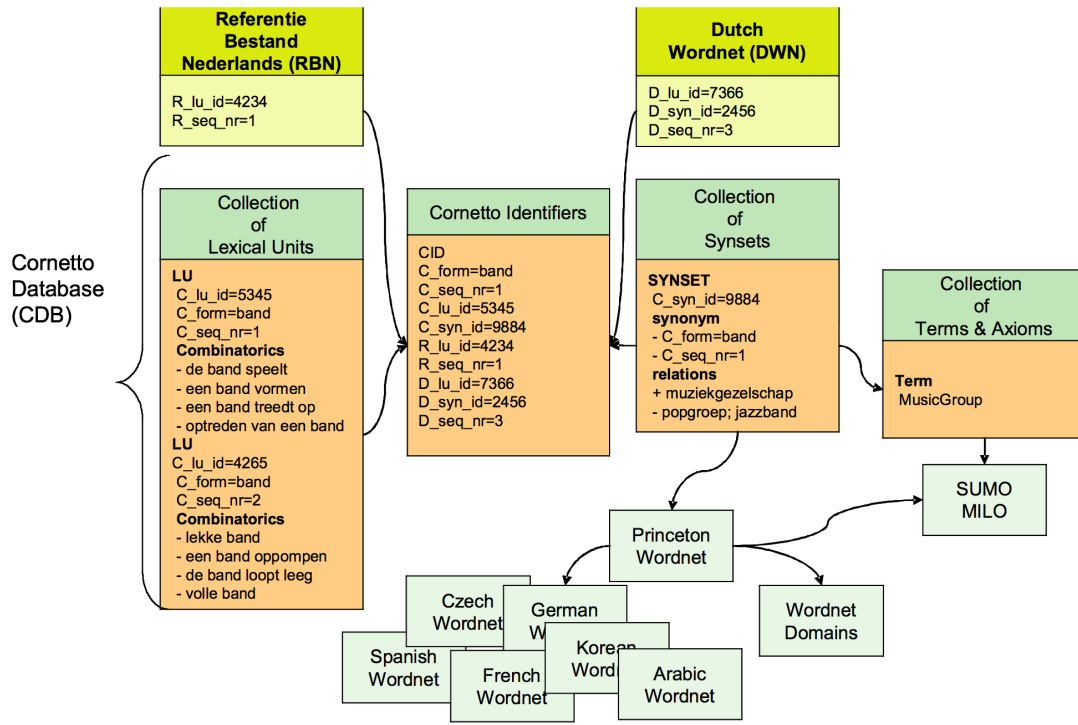 Referentie
Bestand
Nederlands (RBN)
R_lu_id=4234
R_seq_nr=1
Dutch
Wordnet (DWN)
D_lu_id=7366
D_syn_id=2456
D_seq_nr=3
Cornetto
Database
(CDB)
Collection
of
Lexical Units
LU
C_lu_id=5345
C_form=band
C_seq_nr=1
Combinatorics
- de band speelt
- een band vormen
- een band treedt op
- optreden van een band
LU
C_lu_id=4265
C_form=band
C_seq_nr=2
Combinatorics
- lekke band
- een band oppompen
- de band loopt leeg
- volle band
Cornetto Identifiers
CID
C_form=band
C_seq_nr=1
C_lu_id=5345
C_syn_id=9884
R_lu_id=4234
R_seq_nr=1
D_lu_id=7366
D_syn_id=2456
D_seq_nr=3
Collection
of
Synsets
SYNSET
C_syn_id=9884
synonym
- C_form=band
- C_seq_nr=1
relations
+ muziekgezelschap
- popgroep; jazzband
Collection
of
Terms & Axioms
Term
MusicGroup
SUMO
MILO
Princeton
Wordnet
Wordnet
Domains
Czech
Wordnet
German
Spanish
Wordnet
French
Wordnet
Korean
Arabic
Wordnet